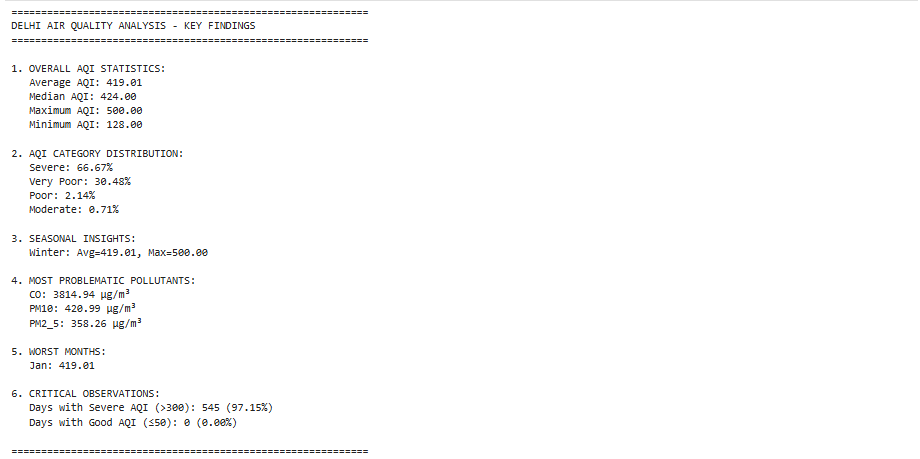 ============================================================
DELHI AIR QUALITY ANALYSIS - KEY FINDINGS
============================================================
1. OVERALL AQI STATISTICS:
Average AQI: 419.01
Median AQI: 424.00
Maximum AQI: 500.00
Minimum AQI: 128.00
2. AQI CATEGORY DISTRIBUTION:
Severe: 66.67%
Very Poor: 30.48%
Poor: 2.14%
Moderate: 0.71%
3. SEASONAL INSIGHTS:
Winter: Avg=419.01, Max=500.00
4. MOST PROBLEMATIC POLLUTANTS:
CO: 3814.94 μg/m³
PM10: 420.99 μg/m³
PM2_5: 358.26 μg/m³
5. WORST MONTHS:
Jan: 419.01
6. CRITICAL OBSERVATIONS:
Days with Severe AQI (>300): 545 (97.15%)
Days with Good AQI (≤50): 0 (0.00%)
============================================================